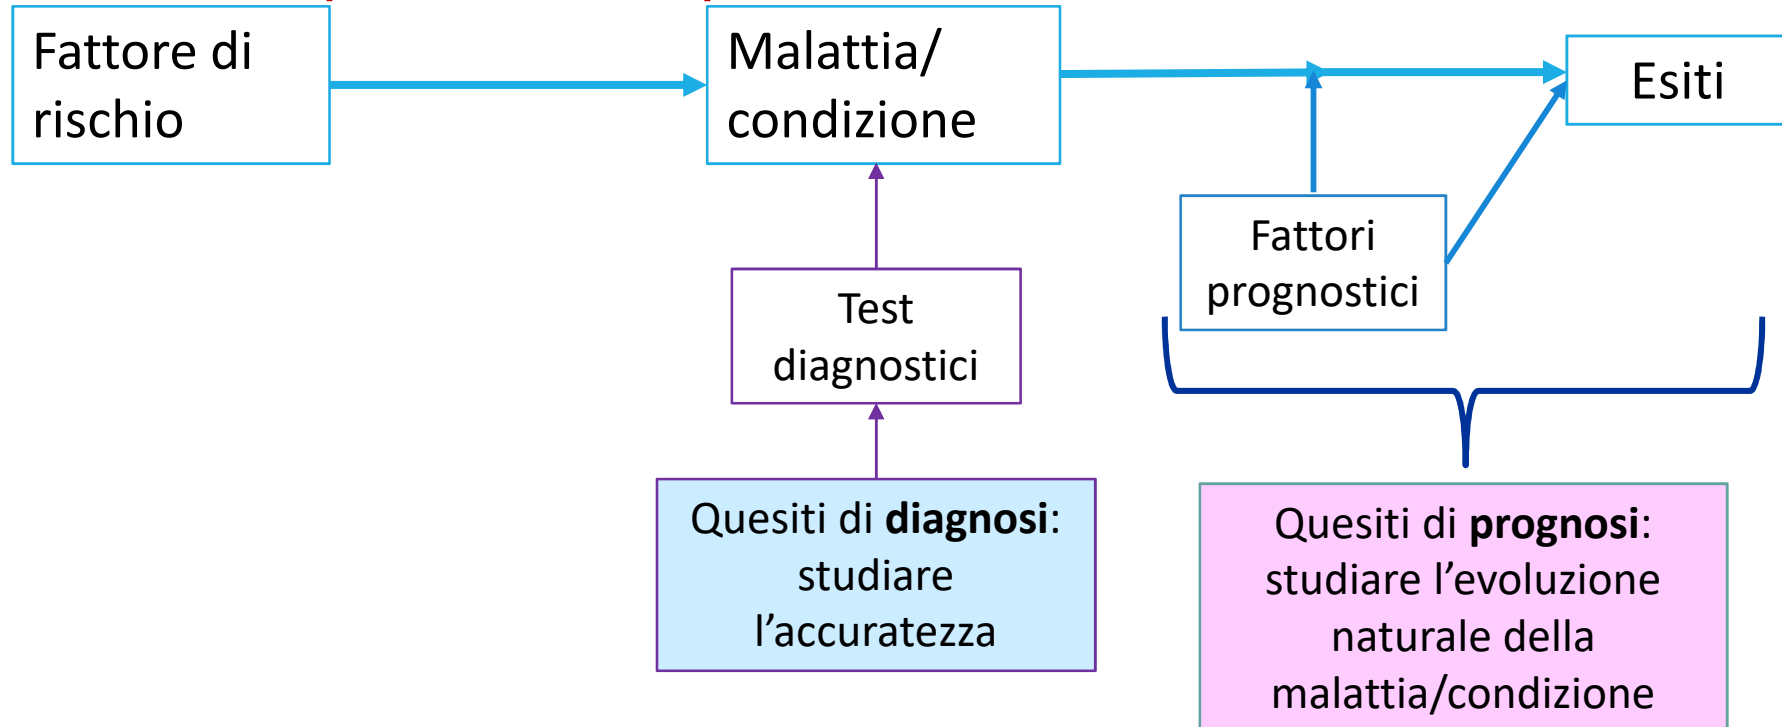 Fattore di
rischio
Malattia/
condizione
Esiti
Fattori
prognostici
Test
diagnostici
Quesiti di diagnosi:
studiare
l’accuratezza
Quesiti di prognosi:
studiare l’evoluzione
naturale della
malattia/condizione